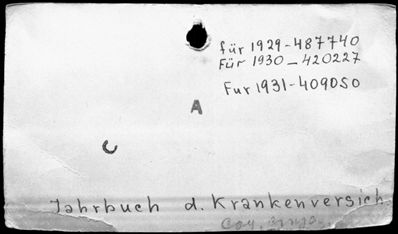 für 1929-487740
Für 1930-420227
Fur 1931-409050
A
C
Jahrbuch d. Krankenversich.